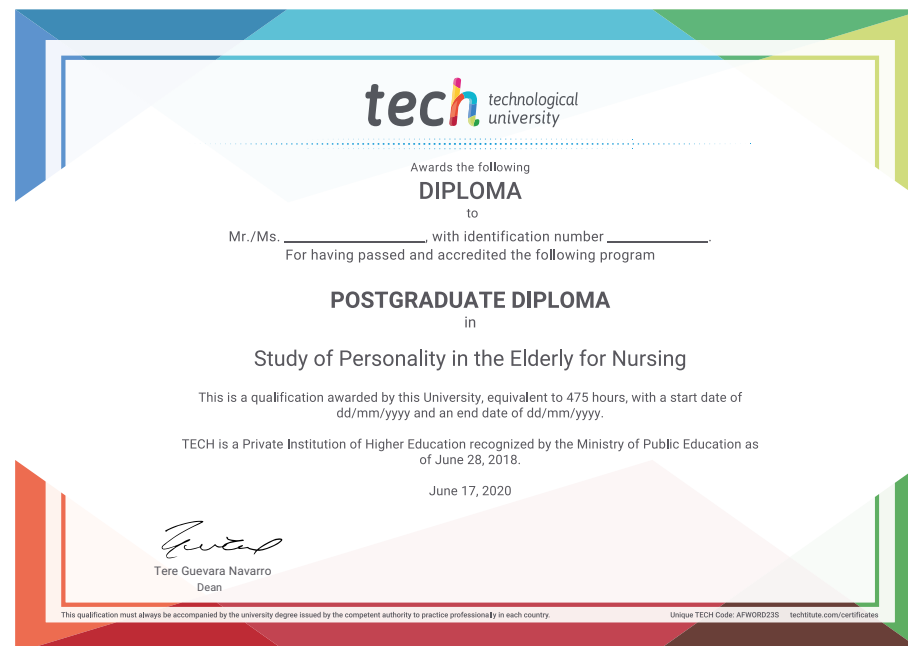 tech technological
university
Awards the following
DIPLOMA
to
Mr./Ms. ____________________, with identification number ______________.
For having passed and accredited the following program
POSTGRADUATE DIPLOMA
in
Study of Personality in the Elderly for Nursing
This is a qualification awarded by this University, equivalent to 475 hours, with a start date of
dd/mm/yyyy and an end date of dd/mm/yyyy.
TECH is a Private Institution of Higher Education recognized by the Ministry of Public Education as
of June 28, 2018.
June 17, 2020
Tere Guevara Navarro
Dean
This qualification must always be accompanied by the university degree issued by the competent authority to practice professionally in each country. Unique TECH Code: AFWORD23S techtitute.com/certificates